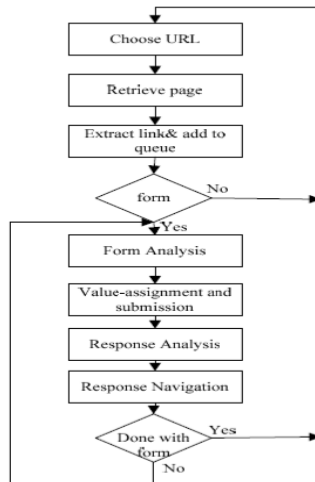 Choose URL
Retrieve page
Extract link& add to
queue
form
No
Yes
Form Analysis
Value-assignment and
submission
Response Analysis
Response Navigation
Done with
form
Yes
No